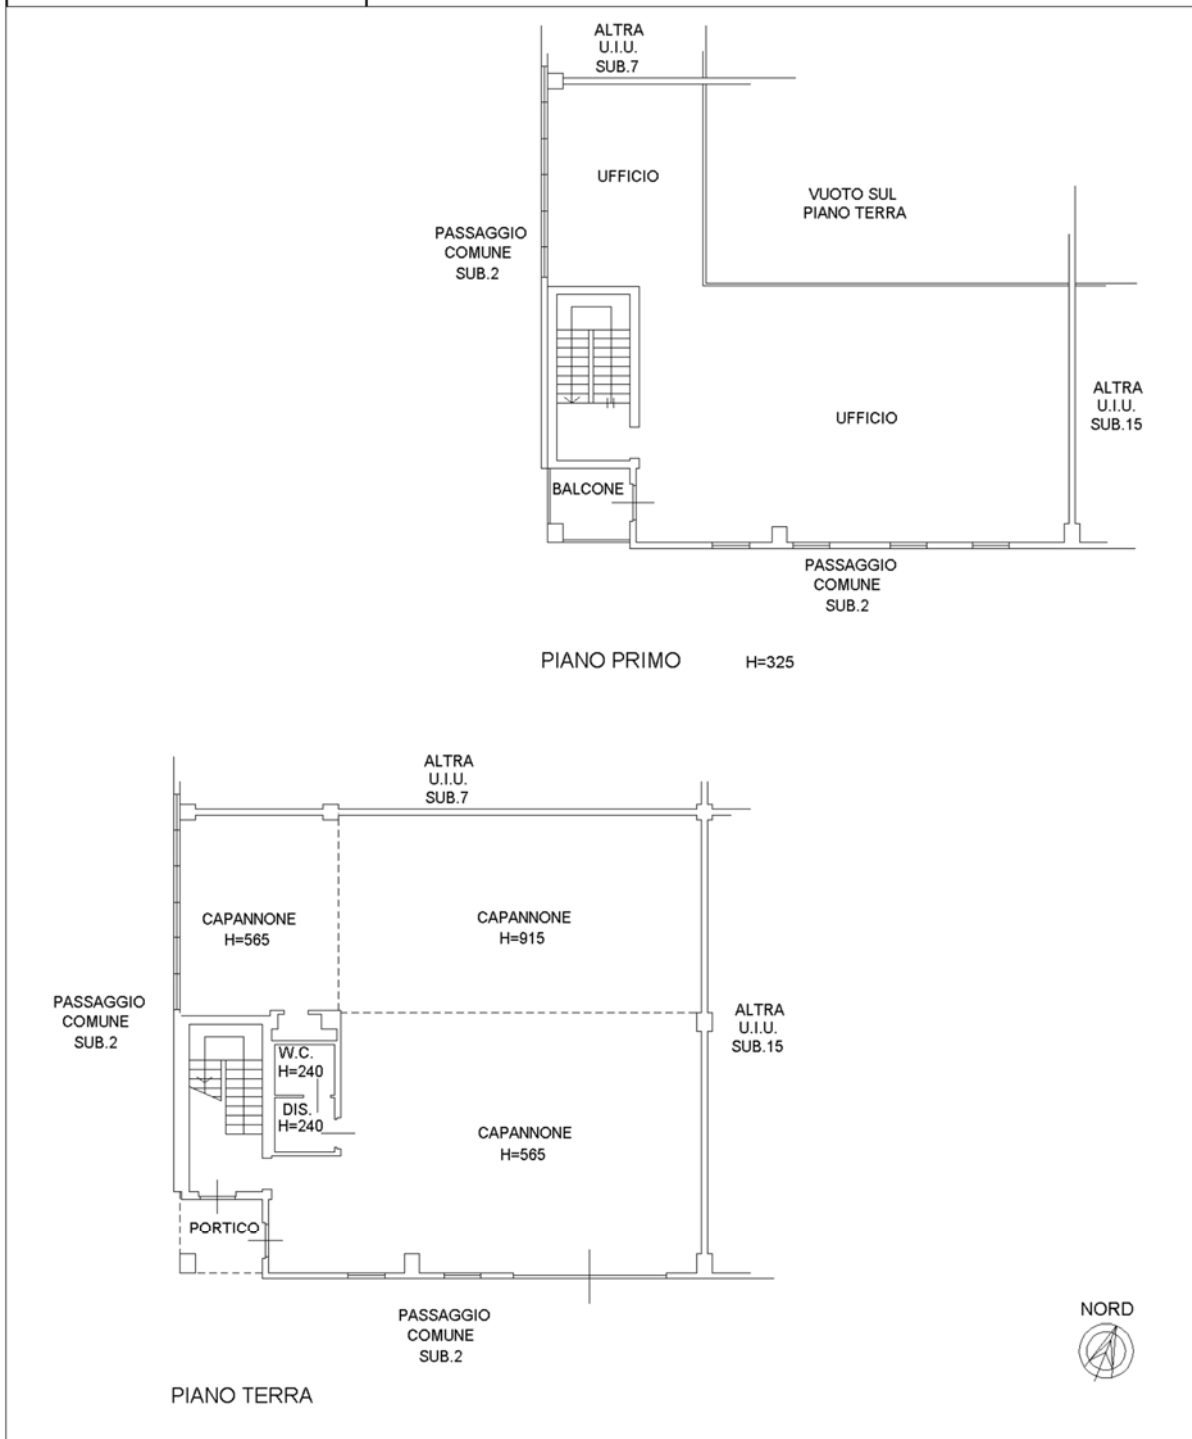 ALTRA
U.I.U.
SUB.7
UFFICIO
VUOTO SUL
PIANO TERRA
PASSAGGIO
COMUNE
SUB.2
ALTRA
U.I.U.
SUB.15
UFFICIO
BALCONE
PASSAGGIO
COMUNE
SUB.2
PIANO PRIMO H=325
ALTRA
U.I.U.
SUB.7
CAPANNONE
H=565
CAPANNONE
H=915
PASSAGGIO
COMUNE
SUB.2
ALTRA
U.I.U.
SUB.15
W.C.
H=240
DIS.
H=240
CAPANNONE
H=565
PORTICO
PASSAGGIO
COMUNE
SUB.2
NORD
PIANO TERRA